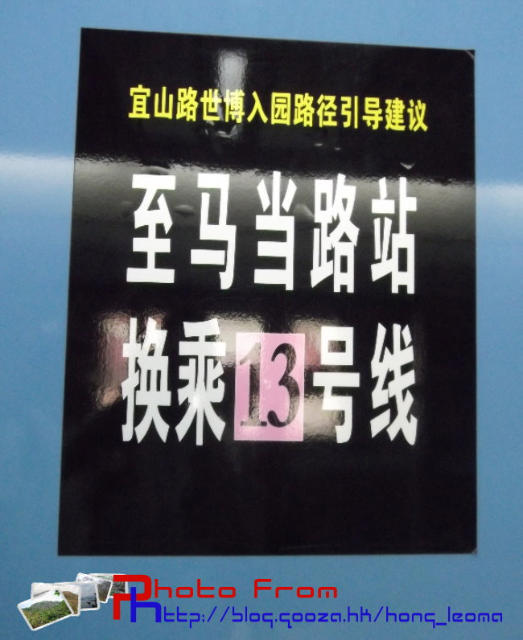 宜山路世博入园路径引导建议
至马当路站
换乘13号线
Photo From
Http://blog.qooza.hk/hong_leoma